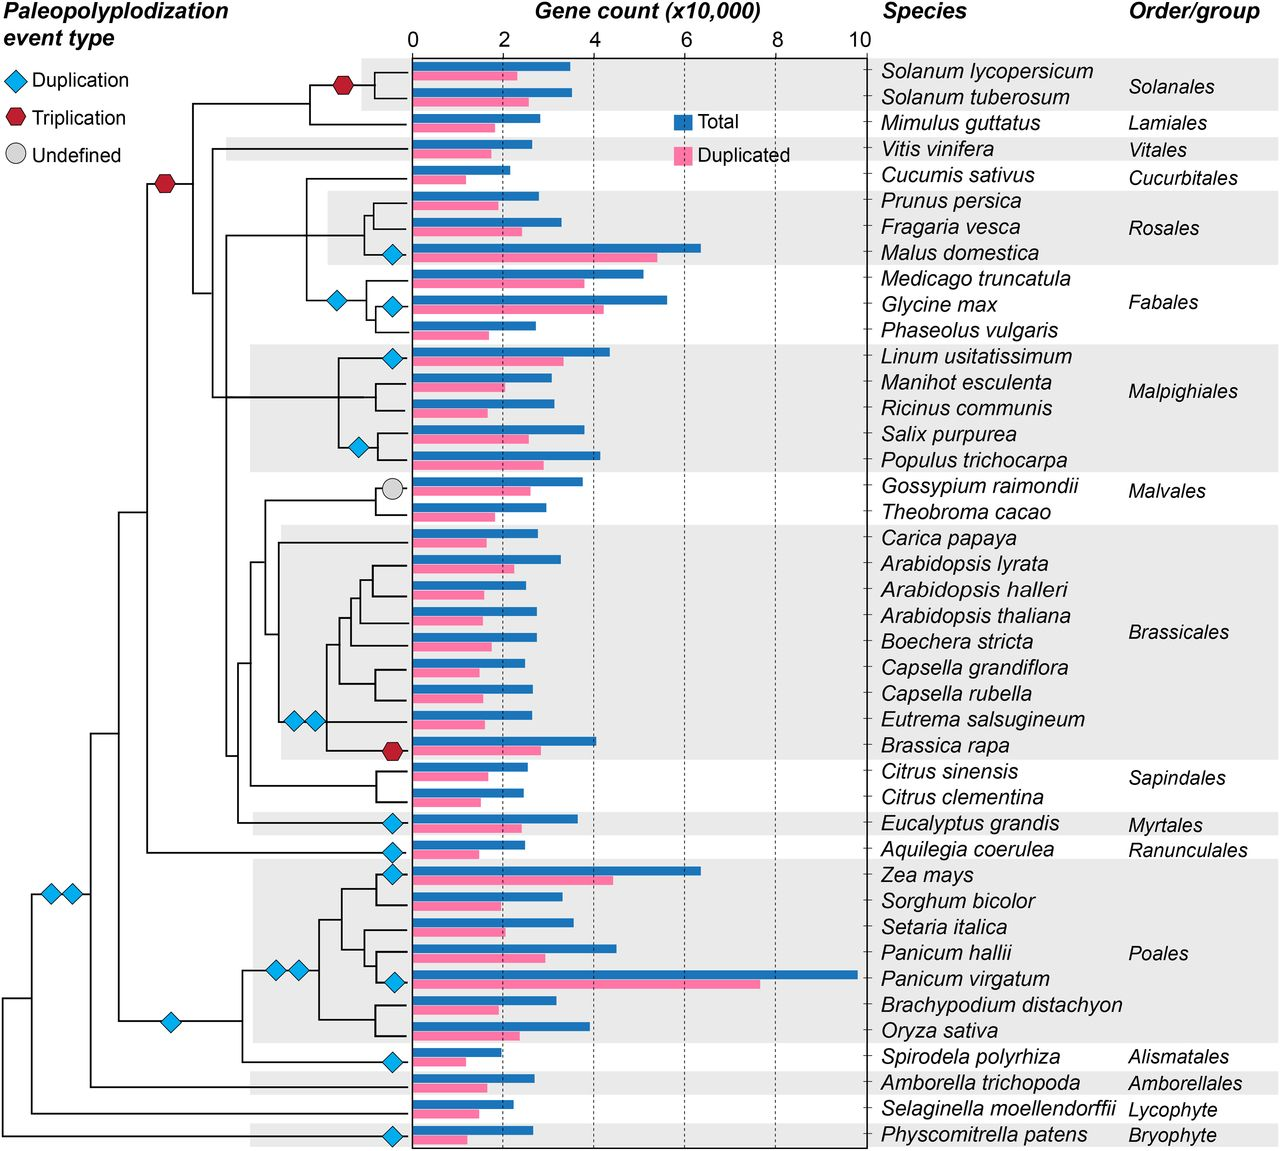 Paleopolyplodization
event type
Duplication
Triplication
Undefined
Gene count (x10,000)
0 2 4 6 8 10
Total
Duplicated
Species Order/group
Solanum lycopersicum
Solanales
Solanum tuberosum
Mimulus guttatus Lamiales
Vitis vinifera Vitales
Cucumis sativus Cucurbitales
Prunus persica
Fragaria vesca Rosales
Malus domestica
Medicago truncatula
Glycine max Fabales
Phaseolus vulgaris
Linum usitatissimum
Manihot esculenta
Malpighiales
Ricinus communis
Salix purpurea
Populus trichocarpa
Gossypium raimondii
Malvales
Theobroma cacao
Carica papaya
Arabidopsis lyrata
Arabidopsis halleri
Arabidopsis thaliana
Brassicales
Boechera stricta
Capsella grandiflora
Capsella rubella
Eutrema salsugineum
Brassica rapa
Citrus sinensis
Sapindales
Citrus clementina
Eucalyptus grandis Myrtales
Aquilegia coerulea Ranunculales
Zea mays
Sorghum bicolor
Setaria italica
Panicum hallii Poales
Panicum virgatum
Brachypodium distachyon
Oryza sativa
Spirodela polyrhiza Alismatales
Amborella trichopoda Amborellales
Selaginella moellendorffii Lycophyte
Physcomitrella patens Bryophyte